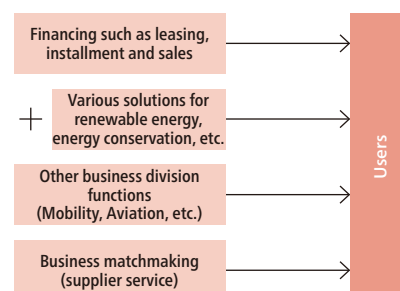 Financing such as leasing,
installment and sales
+
Various solutions for
renewable energy,
energy conservation, etc.
Other business division
functions
(Mobility, Aviation, etc.)
Business matchmaking
(supplier service)
Users